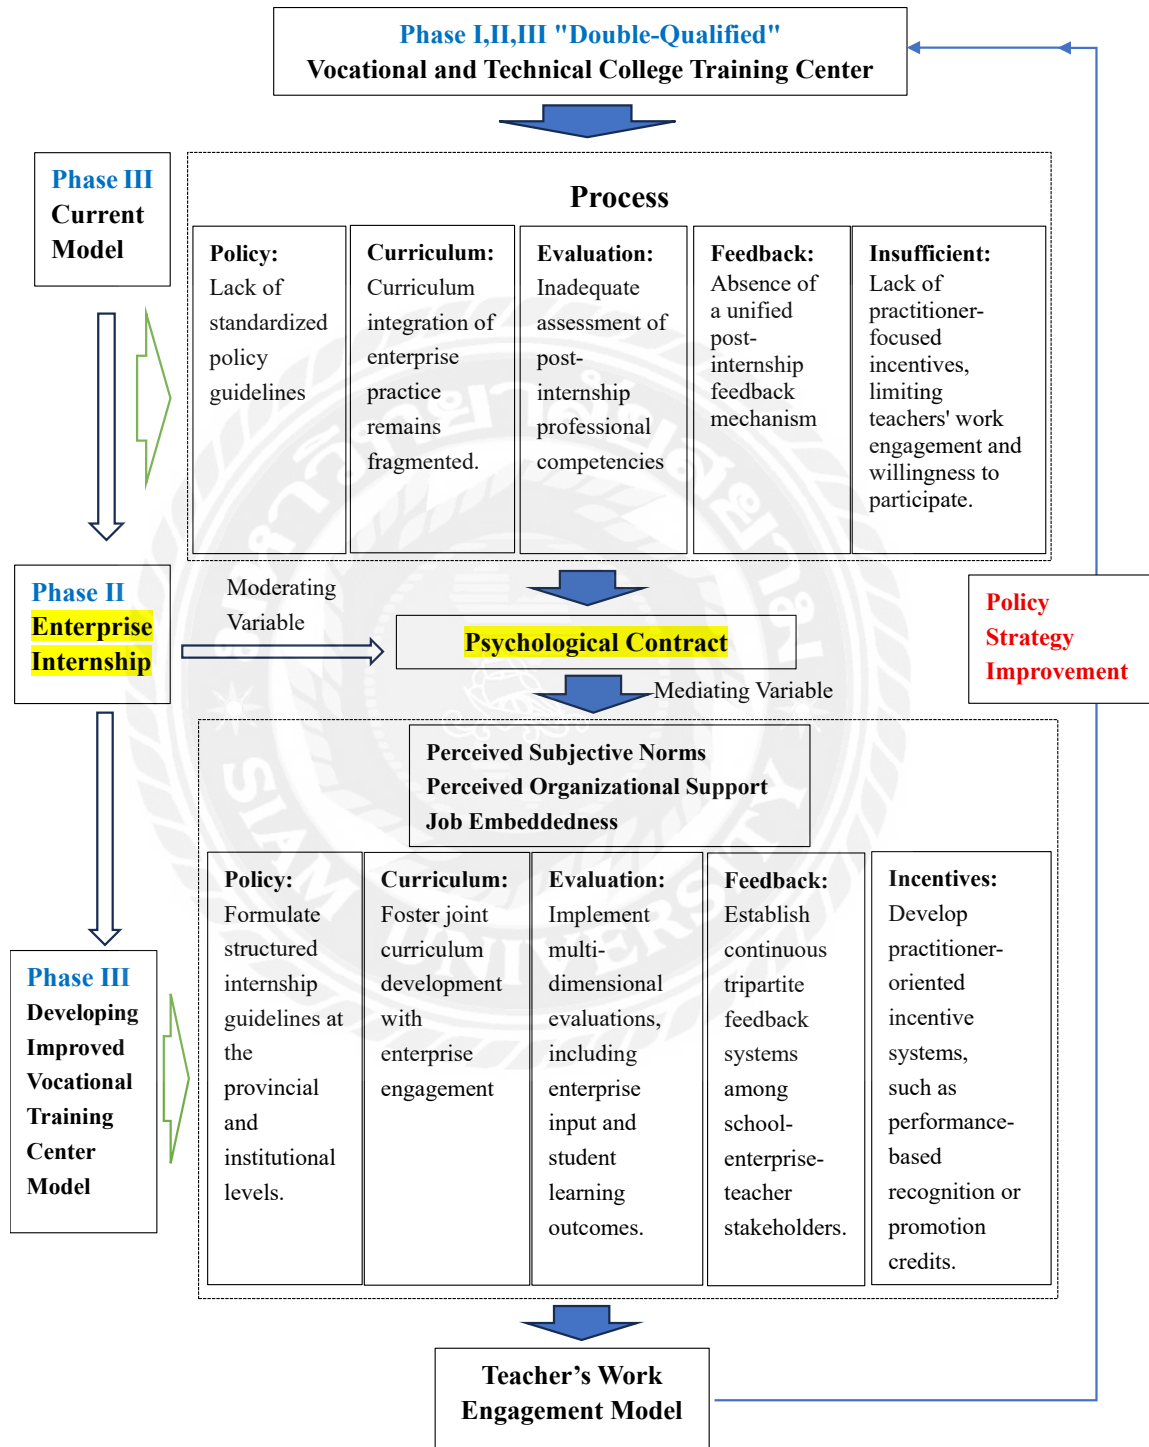 Phase I,II,III "Double-Qualified"
Vocational and Technical College Training Center
Phase III
Current
Model
Process
Policy:
Lack of
standardized
policy
guidelines
Curriculum:
Curriculum
integration of
enterprise
practice
remains
fragmented.
Evaluation:
Inadequate
assessment of
post-
internship
professional
competencies
Feedback:
Absence of
a unified
post-
internship
feedback
mechanism
Insufficient:
Lack of
practitioner-
focused
incentives,
limiting
teachers' work
engagement and
willingness to
participate.
Phase II
Enterprise
Internship
Moderating
Variable
Psychological Contract
Mediating Variable
Policy
Strategy
Improvement
Perceived Subjective Norms
Perceived Organizational Support
Job Embeddedness
Phase III
Developing
Improved
Vocational
Training
Center
Model
Policy:
Formulate
structured
internship
guidelines at
the
provincial
and
institutional
levels.
Curriculum:
Foster joint
curriculum
development
with
enterprise
engagement
Evaluation:
Implement
multi-
dimensional
evaluations,
including
enterprise
input and
student
learning
outcomes.
Feedback:
Establish
continuous
tripartite
feedback
systems
among
school-
enterprise-
teacher
stakeholders.
Incentives:
Develop
practitioner-
oriented
incentive
systems,
such as
performance-
based
recognition or
promotion
credits.
Teacher’s Work
Engagement Model
SIAM UNIVERSITY